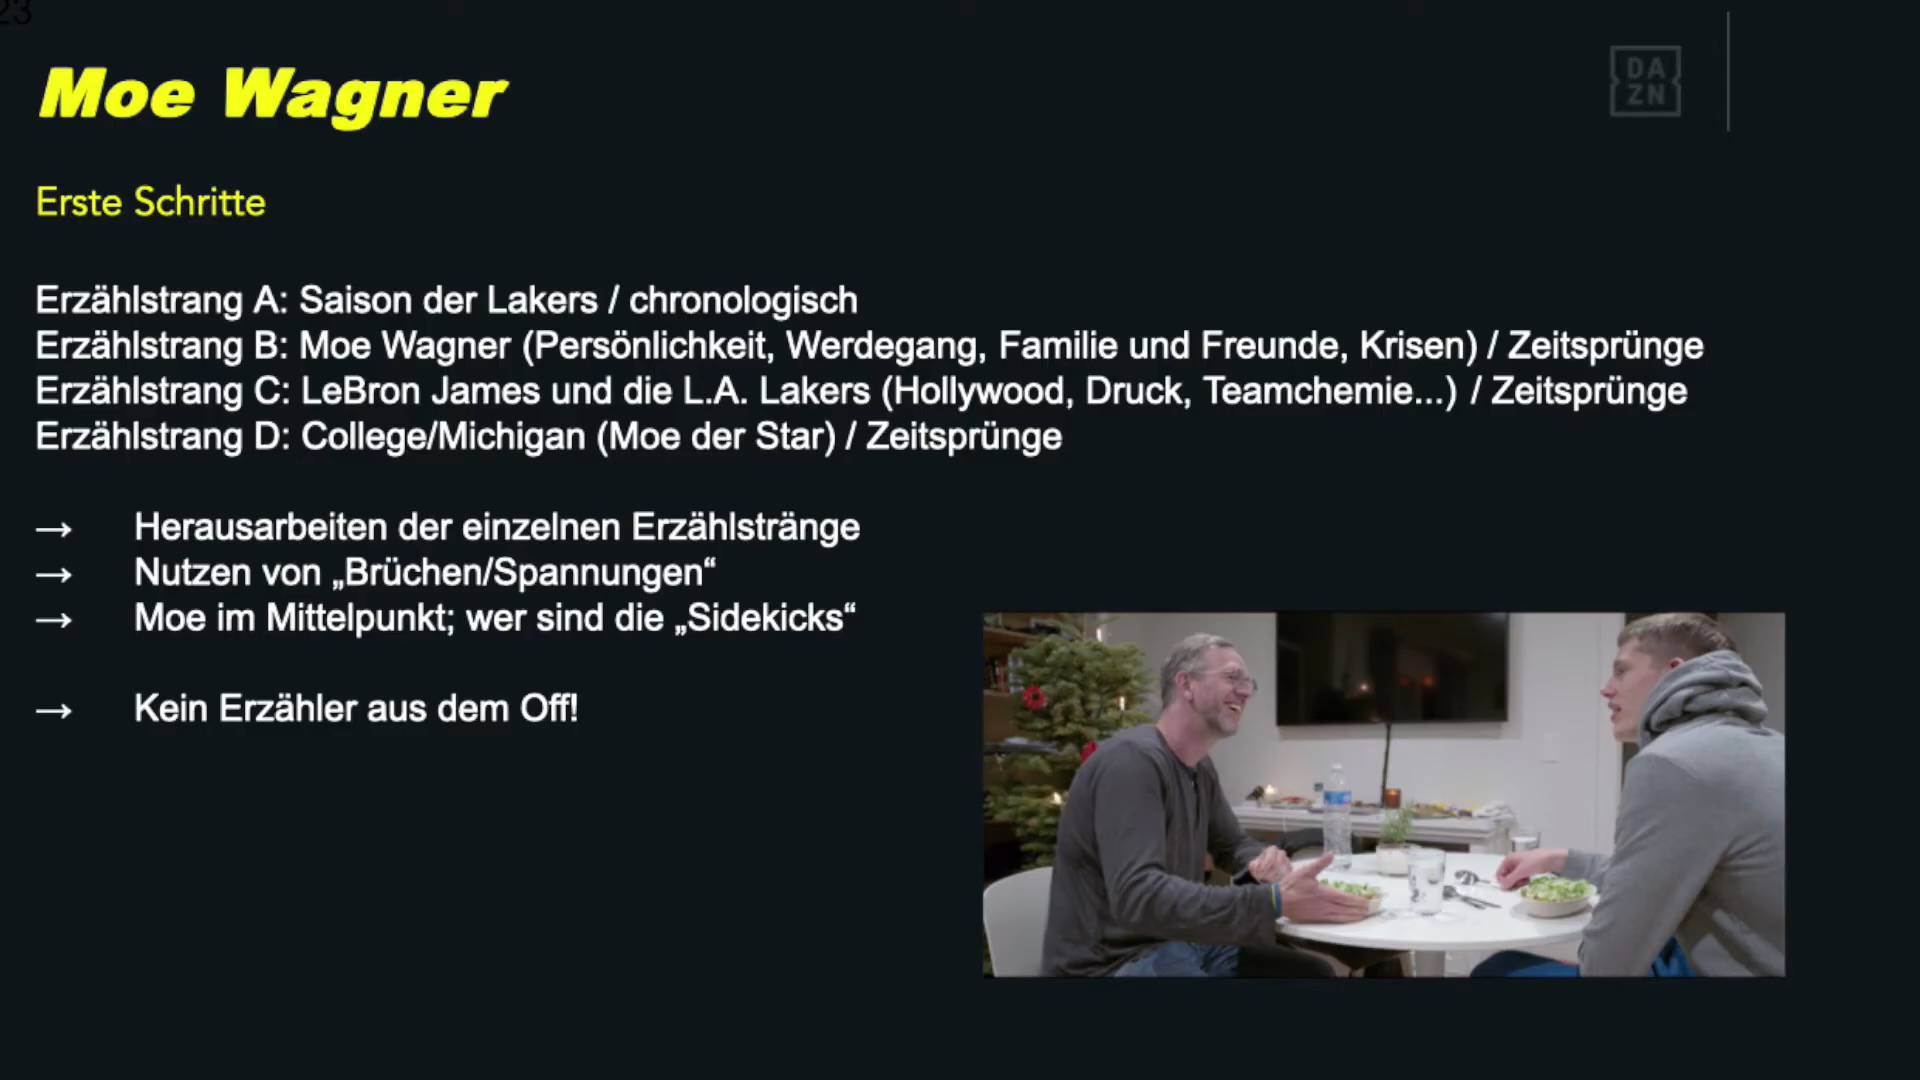 23
Moe Wagner
DA
ZN
Erste Schritte
Erzählstrang A: Saison der Lakers / chronologisch
Erzählstrang B: Moe Wagner (Persönlichkeit, Werdegang, Familie und Freunde, Krisen) / Zeitsprünge
Erzählstrang C: LeBron James und die L.A. Lakers (Hollywood, Druck, Teamchemie...) / Zeitsprünge
Erzählstrang D: College/Michigan (Moe der Star) / Zeitsprünge
→ Herausarbeiten der einzelnen Erzählstränge
→ Nutzen von „Brüchen/Spannungen“
→ Moe im Mittelpunkt; wer sind die „Sidekicks“
→ Kein Erzähler aus dem Off!